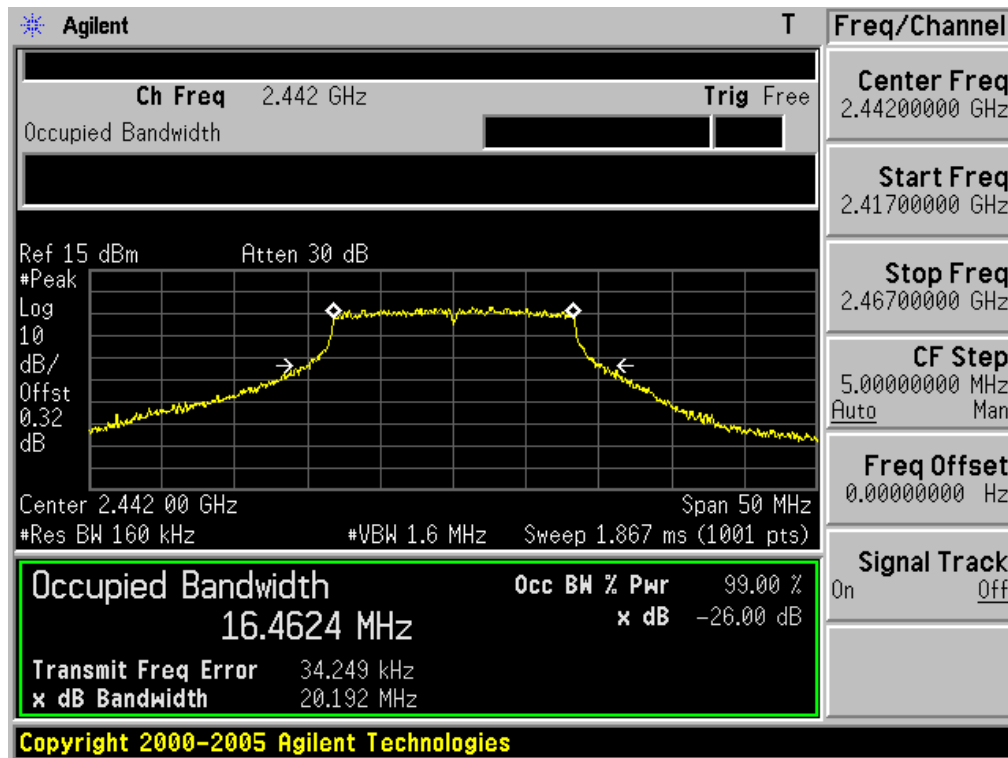 Agilent T
Ch Freq 2.442 GHz Trig Free
Occupied Bandwidth
Ref 15 dBm Atten 30 dB
#Peak
Log
10
dB/
Offst
0.32
dB
Center 2.442 00 GHz Span 50 MHz
#Res BW 160 kHz #VBW 1.6 MHz Sweep 1.867 ms (1001 pts)
Occupied Bandwidth
16.4624 MHz
Occ BW % Pwr 99.00 %
x dB -26.00 dB
Transmit Freq Error 34.249 kHz
x dB Bandwidth 20.192 MHz
Copyright 2000-2005 Agilent Technologies
Freq/Channel
Center Freq
2.44200000 GHz
Start Freq
2.41700000 GHz
Stop Freq
2.46700000 GHz
CF Step
5.00000000 MHz
Auto Man
Freq Offset
0.00000000 Hz
Signal Track
On Off